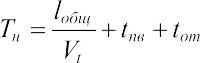 Tн = lобщ / Vt + tпв + tот